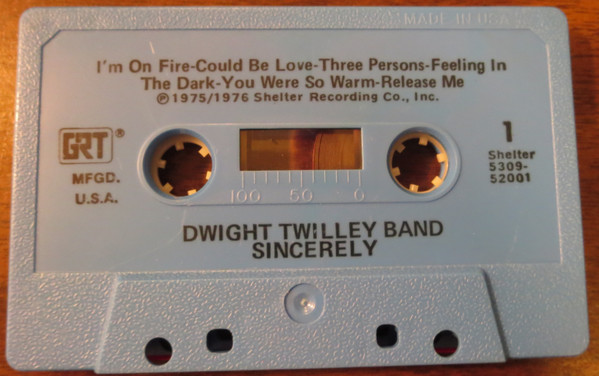 MADE IN U.S.A.
I'm On Fire-Could Be Love-Three Persons-Feeling In
The Dark-You Were So Warm-Release Me
℗1975/1976 Shelter Recording Co., Inc.
GRT®
MFGD.
U.S.A.
1
Shelter
5309-
52001
100 50 0
DWIGHT TWILLEY BAND
SINCERELY